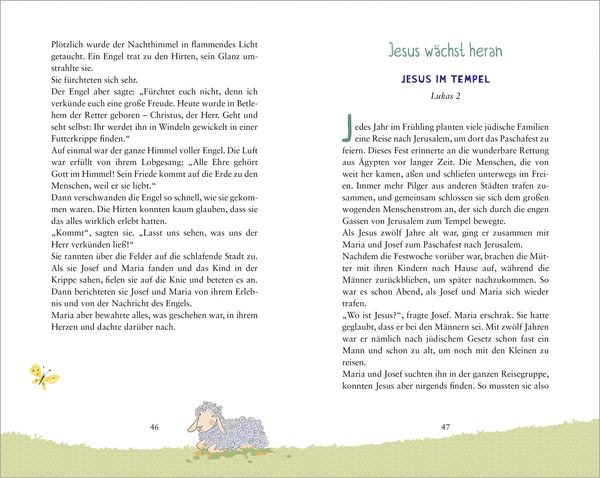 Plötzlich wurde der Nachthimmel in flammendes Licht
getaucht. Ein Engel trat zu den Hirten, sein Glanz um-
strahlte sie.
Sie fürchteten sich sehr.
Der Engel aber sagte: „Fürchtet euch nicht, denn ich
verkünde euch eine große Freude. Heute wurde in Betle-
hem der Retter geboren – Christus, der Herr. Geht und
seht selbst: Ihr werdet ihn in Windeln gewickelt in einer
Futterkrippe finden.“
Auf einmal war der ganze Himmel voller Engel. Die Luft
war erfüllt von ihrem Lobgesang: „Alle Ehre gehört
Gott im Himmel! Sein Friede kommt auf die Erde zu den
Menschen, weil er sie liebt.“
Dann verschwanden die Engel so schnell, wie sie gekom-
men waren. Die Hirten konnten kaum glauben, dass sie
das alles wirklich erlebt hatten.
„Kommt“, sagten sie. „Lasst uns sehen, was uns der
Herr verkünden ließ!“
Sie rannten über die Felder auf die schlafende Stadt zu.
Als sie Josef und Maria fanden und das Kind in der
Krippe sahen, fielen sie auf die Knie und beteten es an.
Dann berichteten sie Josef und Maria von ihrem Erleb-
nis und von der Nachricht des Engels.
Maria aber bewahrte alles, was geschehen war, in ihrem
Herzen und dachte darüber nach.
46
Jesus wächst heran
JESUS IM TEMPEL
Lukas 2
Jedes Jahr im Frühling planten viele jüdische Familien
eine Reise nach Jerusalem, um dort das Paschafest zu
feiern. Dieses Fest erinnerte an die wunderbare Rettung
aus Ägypten vor langer Zeit. Die Menschen, die von
weit her kamen, aßen und schliefen unterwegs im Frei-
en. Immer mehr Pilger aus anderen Städten trafen zu-
sammen, und gemeinsam schlossen sie sich dem großen
wogenden Menschenstrom an, der sich durch die engen
Gassen von Jerusalem zum Tempel bewegte.
Als Jesus zwölf Jahre alt war, ging er zusammen mit
Maria und Josef zum Paschafest nach Jerusalem.
Nachdem die Festwoche vorüber war, brachen die Müt-
ter mit ihren Kindern nach Hause auf, während die
Männer zurückblieben, um später nachzukommen. So
war es schon Abend, als Josef und Maria sich wieder
trafen.
„Wo ist Jesus?“, fragte Josef. Maria erschrak. Sie hatte
geglaubt, dass er bei den Männern sei. Mit zwölf Jahren
war er nämlich nach jüdischem Gesetz schon fast ein
Mann und schon zu alt, um noch mit den Kleinen zu
reisen.
Maria und Josef suchten ihn in der ganzen Reisegruppe,
konnten Jesus aber nirgends finden. So mussten sie also
47